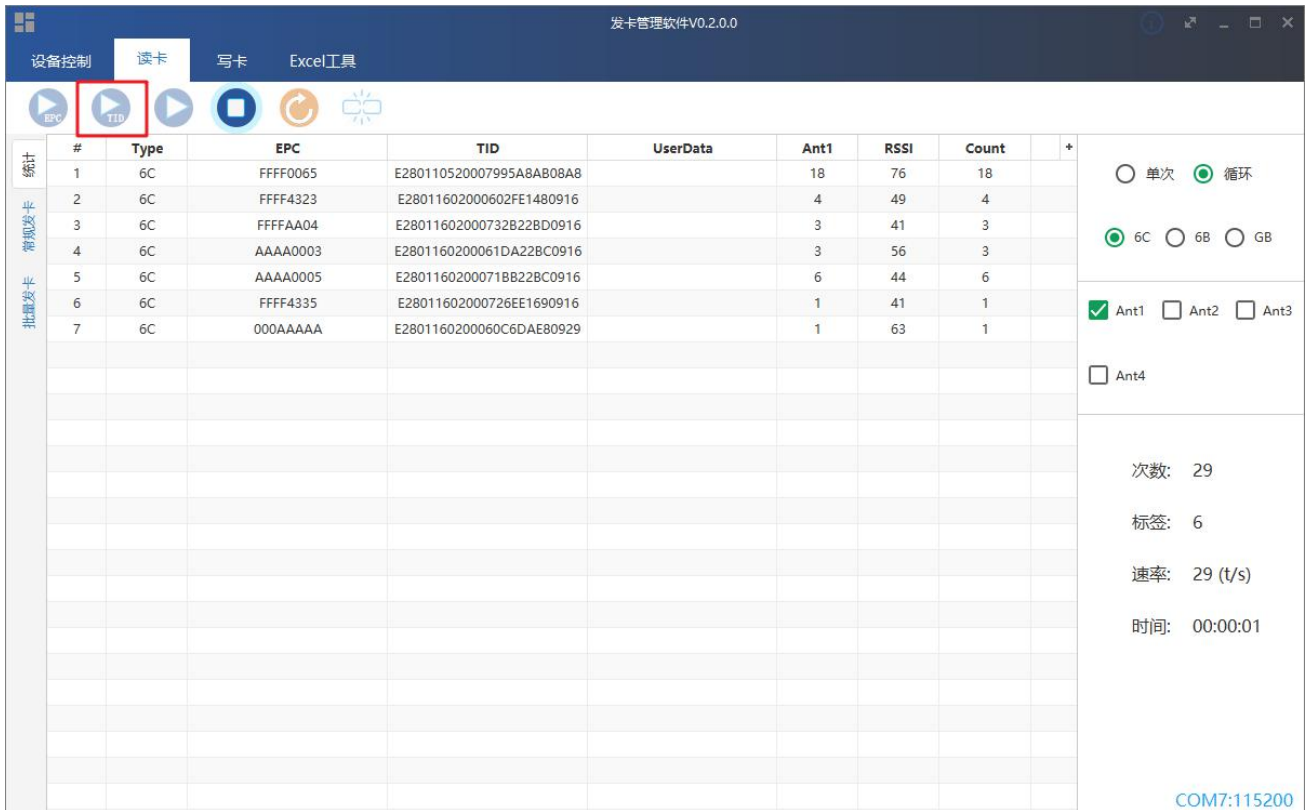 发卡管理软件V0.2.0.0
设备控制 读卡 写卡 Excel工具
EPC TID
统计
常规发卡
批量发卡
# Type EPC TID UserData Ant1 RSSI Count +
1 6C FFFF0065 E280110520007995A8AB08A8 18 76 18
2 6C FFFF4323 E28011602000602FE1480916 4 49 4
3 6C FFFFAA04 E28011602000732B22BD0916 3 41 3
4 6C AAAA0003 E2801160200061DA22BC0916 3 56 3
5 6C AAAA0005 E2801160200071BB22BC0916 6 44 6
6 6C FFFF4335 E28011602000726EE1690916 1 41 1
7 6C 000AAAAA E2801160200060C6DAE80929 1 63 1
单次 循环
6C 6B GB
Ant1 Ant2 Ant3
Ant4
次数: 29
标签: 6
速率: 29 (t/s)
时间: 00:00:01
COM7:115200